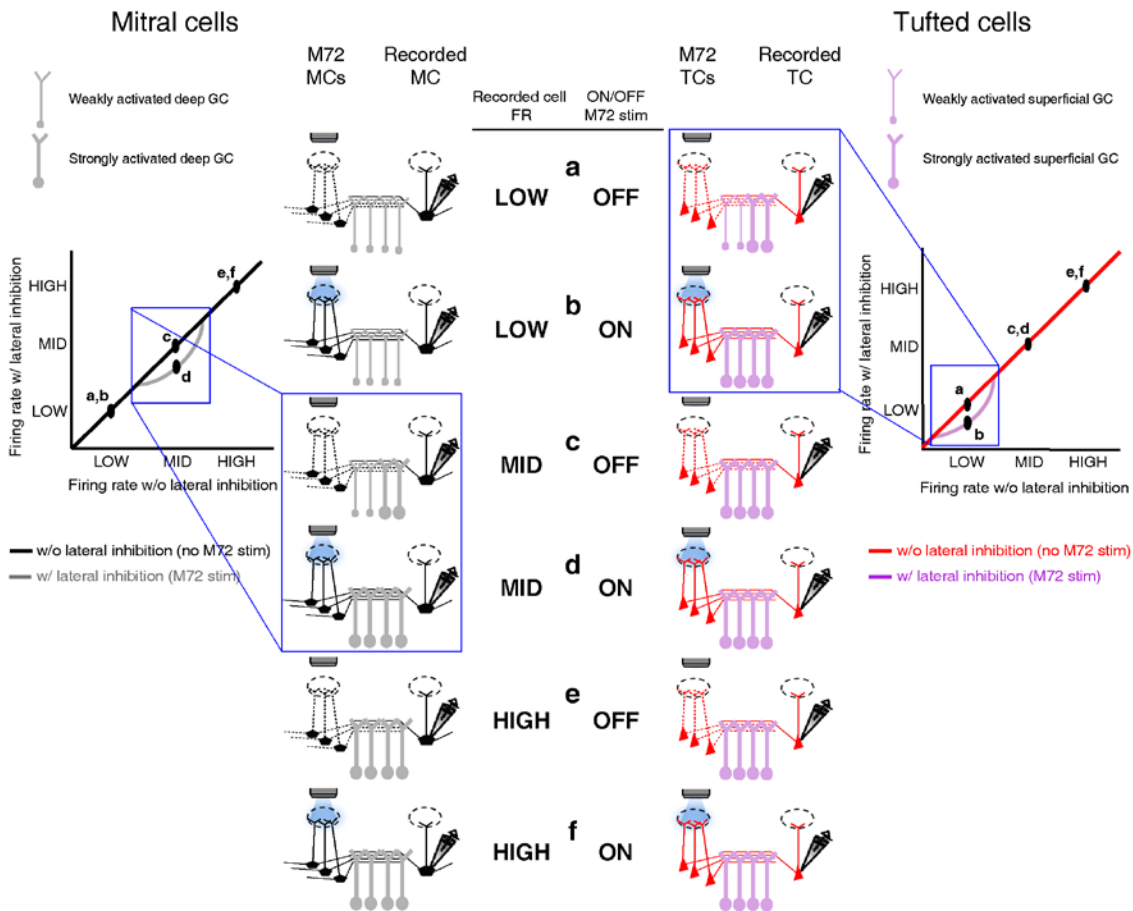 Mitral cells
Tufted cells
M72
MCs
Recorded
MC
M72
TCs
Recorded
TC
Weakly activated deep GC
Strongly activated deep GC
Recorded cell
FR
ON/OFF
M72 stim
Weakly activated superficial GC
Strongly activated superficial GC
a
LOW OFF
b
LOW ON
c
MID OFF
d
MID ON
e
HIGH OFF
f
HIGH ON
Firing rate w/ lateral inhibition
HIGH
MID
LOW
e,f
c
d
a,b
LOW MID HIGH
Firing rate w/o lateral inhibition
w/o lateral inhibition (no M72 stim)
w/ lateral inhibition (M72 stim)
Firing rate w/ lateral inhibition
HIGH
MID
LOW
e,f
c,d
a
b
LOW MID HIGH
Firing rate w/o lateral inhibition
w/o lateral inhibition (no M72 stim)
w/ lateral inhibition (M72 stim)